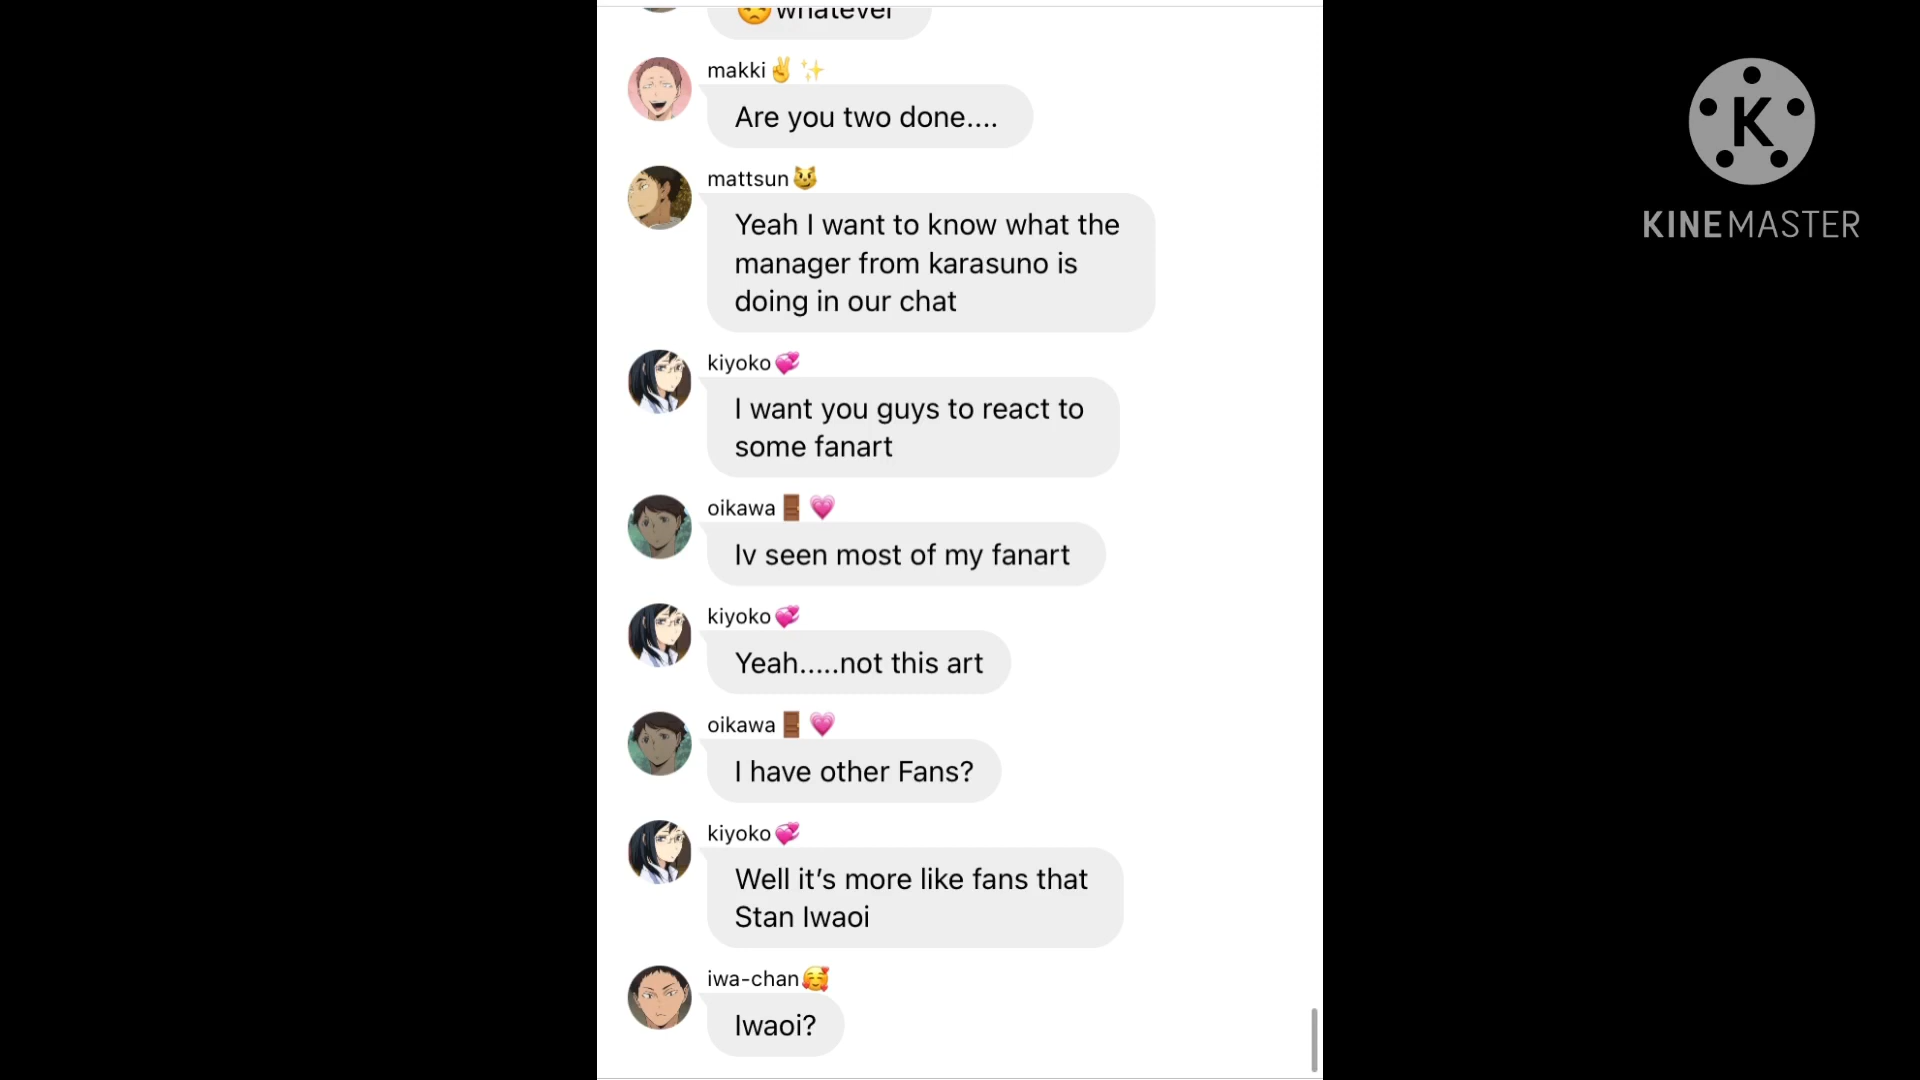 😠whatever
makki✌️✨
Are you two done....
mattsun😼
Yeah I want to know what the
manager from karasuno is
doing in our chat
kiyoko💞
I want you guys to react to
some fanart
oikawa🚪💗
Iv seen most of my fanart
kiyoko💞
Yeah.....not this art
oikawa🚪💗
I have other Fans?
kiyoko💞
Well it’s more like fans that
Stan Iwaoi
iwa-chan🥰
Iwaoi?
K
KINEMASTER